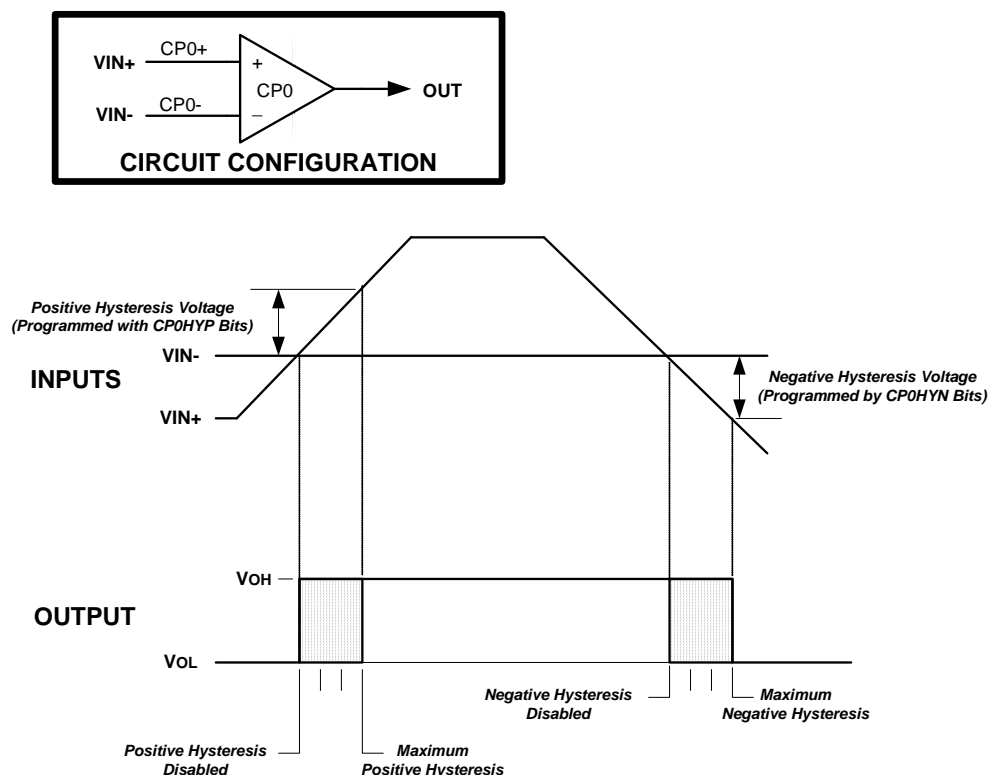 VIN+ CP0+
+
CP0
OUT
VIN- CP0-
_
CIRCUIT CONFIGURATION
Positive Hysteresis Voltage
(Programmed with CP0HYP Bits)
VIN-
INPUTS
Negative Hysteresis Voltage
(Programmed by CP0HYN Bits)
VIN+
VOH
OUTPUT
VOL
Negative Hysteresis
Disabled
Maximum
Negative Hysteresis
Positive Hysteresis
Disabled
Maximum
Positive Hysteresis